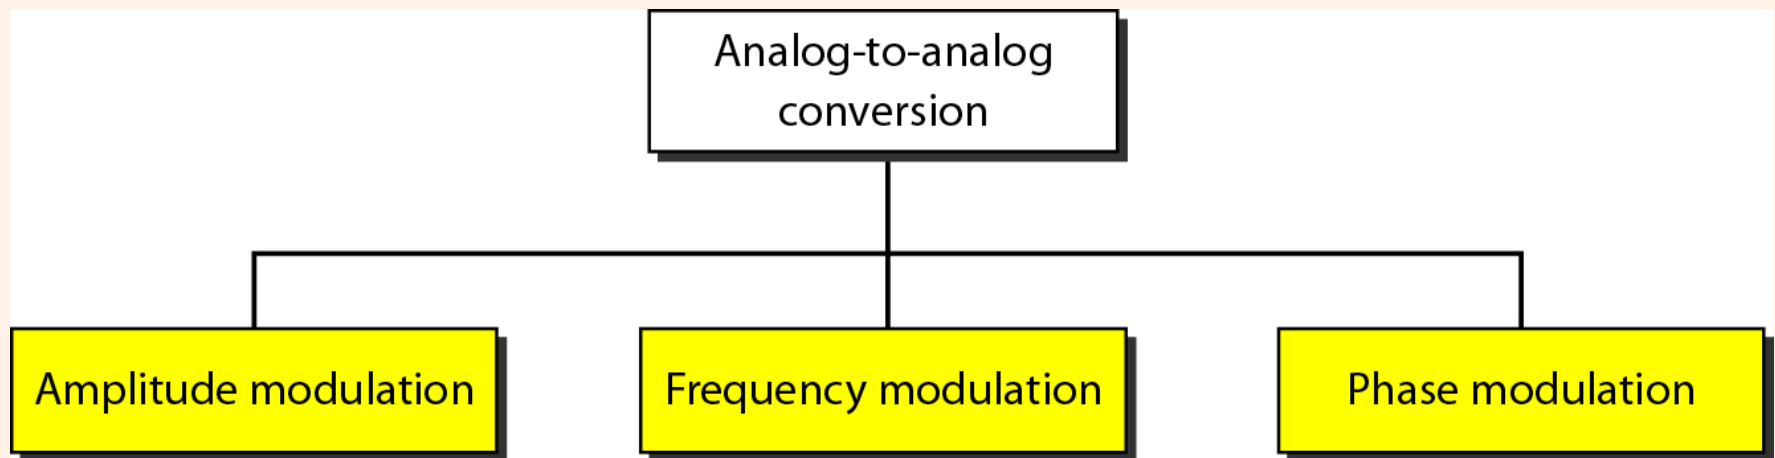 Analog-to-analog
conversion
Amplitude modulation
Frequency modulation
Phase modulation